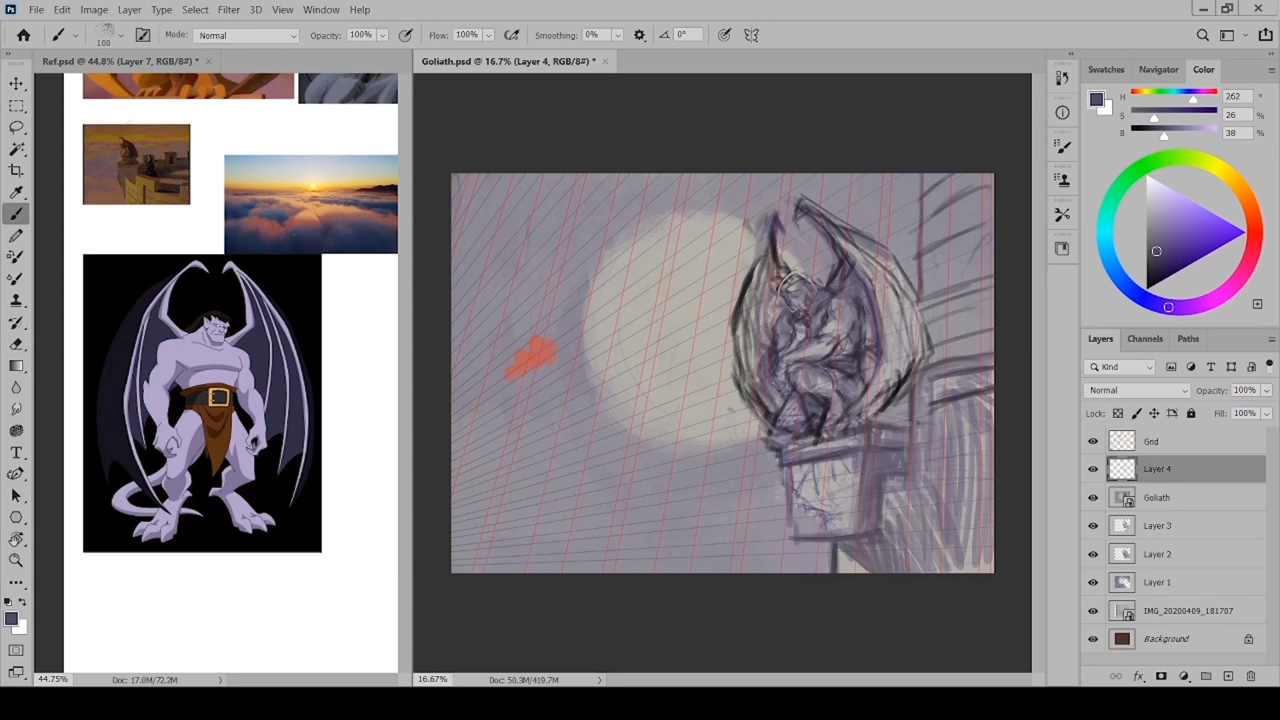 Ps File Edit Image Layer Type Select Filter 3D View Window Help
100 Mode: Normal Opacity: 100% Flow: 100% Smoothing: 0% 0°
Ref.psd @ 44.8% (Layer 7, RGB/8#) * ×
Goliath.psd @ 16.7% (Layer 4, RGB/8#) * ×
Swatches Navigator Color
H 262 °
S 26 %
B 38 %
Layers Channels Paths
Kind
Normal Opacity: 100%
Lock: Fill: 100%
Grid
Layer 4
Goliath
Layer 3
Layer 2
Layer 1
IMG_20200409_181707
Background
fx
44.75% Doc: 17.0M/72.2M
16.67% Doc: 50.3M/419.7M